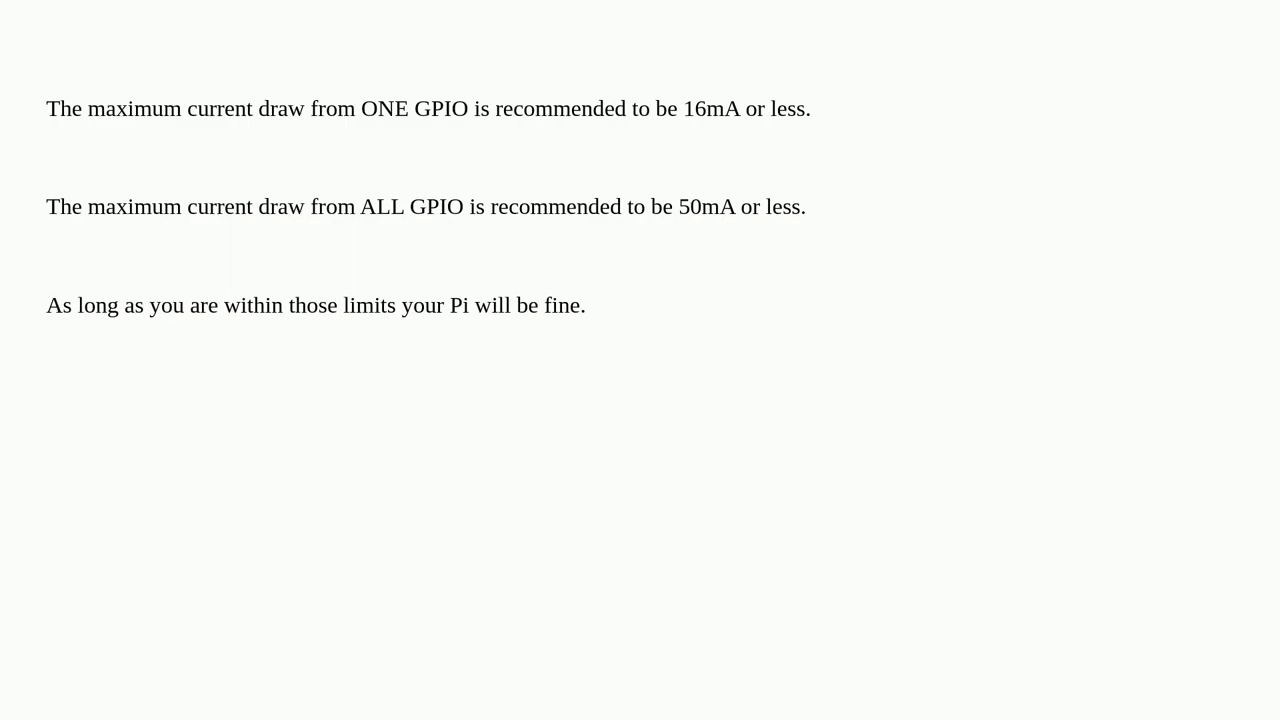 The maximum current draw from ONE GPIO is recommended to be 16mA or less.
The maximum current draw from ALL GPIO is recommended to be 50mA or less.
As long as you are within those limits your Pi will be fine.